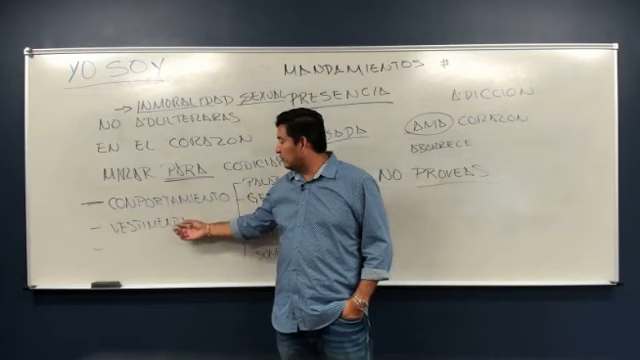 YO SOY
MANDAMIENTOS #
→ INMORALIDAD SEXUAL PRESENCIA
ADICCION
NO ADULTERARAS
AMA CORAZON
EN EL CORAZON
ABORRECE
MIRAR PARA CODICIAR
NO PROVEAS
- COMPORTAMIENTO
- VESTIMENTA
-